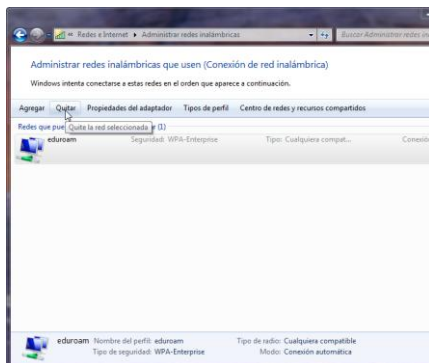 « Redes e Internet ▸ Administrar redes inalámbricas
Buscar Administrar redes in
Administrar redes inalámbricas que usen (Conexión de red inalámbrica)
Windows intenta conectarse a estas redes en el orden que aparece a continuación.
Agregar Quitar Propiedades del adaptador Tipos de perfil Centro de redes y recursos compartidos
Redes que pue Quite la red seleccionada r (1)
eduroam Seguridad: WPA-Enterprise Tipo: Cualquiera compat... Conexió
eduroam Nombre del perfil: eduroam Tipo de radio: Cualquiera compatible
Tipo de seguridad: WPA-Enterprise Modo: Conexión automática